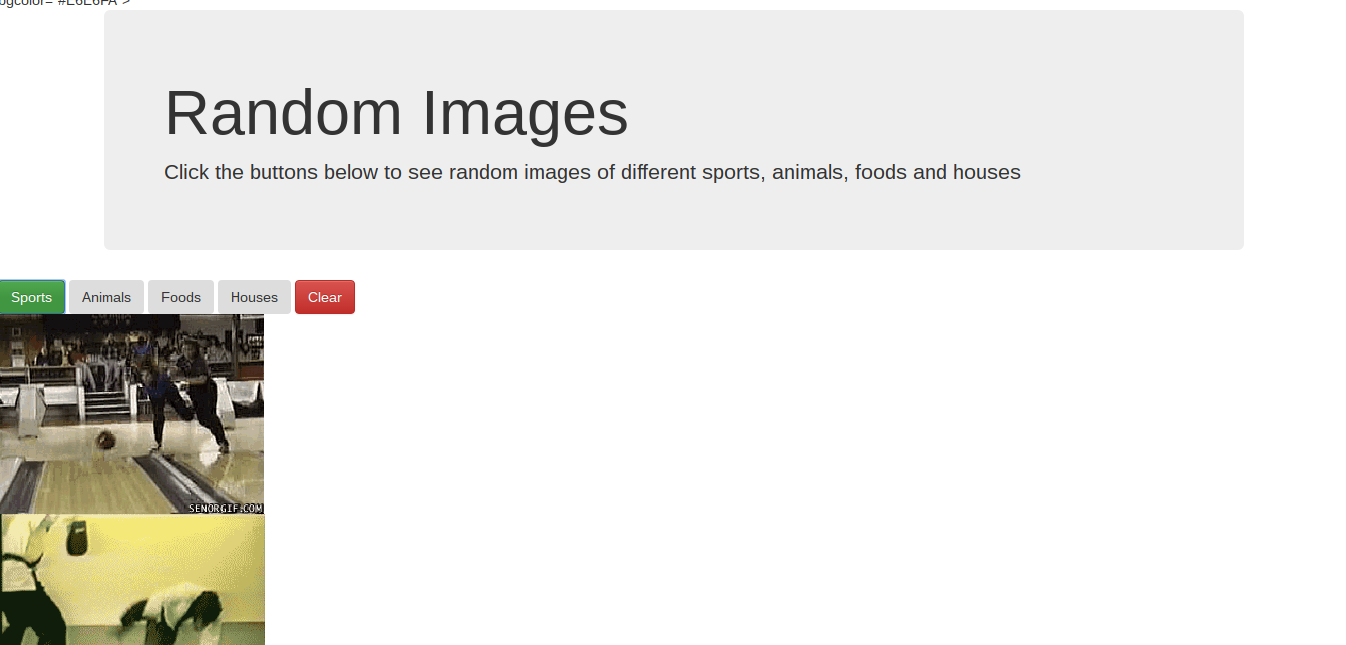 bgcolor="#E6E6FA">
Random Images
Click the buttons below to see random images of different sports, animals, foods and houses
Sports Animals Foods Houses Clear
SENORGIF.COM